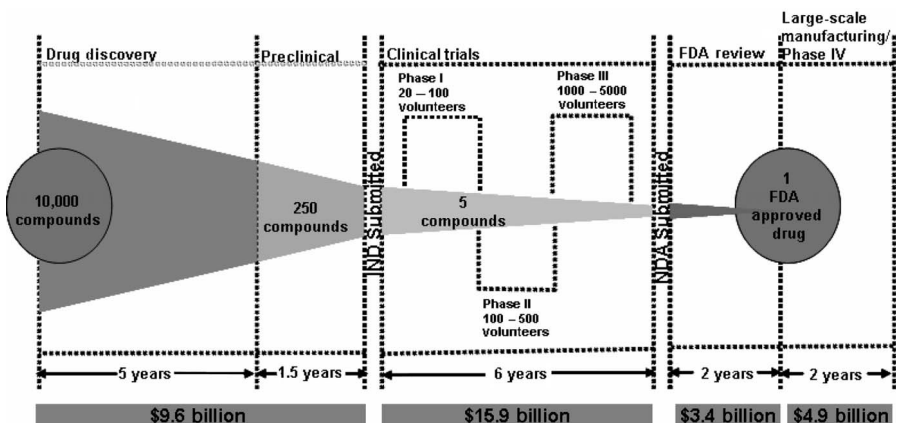 Drug discovery
Preclinical
Clinical trials
FDA review
Large-scale
manufacturing/
Phase IV
Phase I
20 – 100
volunteers
Phase III
1000 – 5000
volunteers
10,000
compounds
250
compounds
IND Submitted
5
compounds
NDA Submitted
1
FDA
approved
drug
Phase II
100 – 500
volunteers
5 years
1.5 years
6 years
2 years
2 years
$9.6 billion
$15.9 billion
$3.4 billion
$4.9 billion